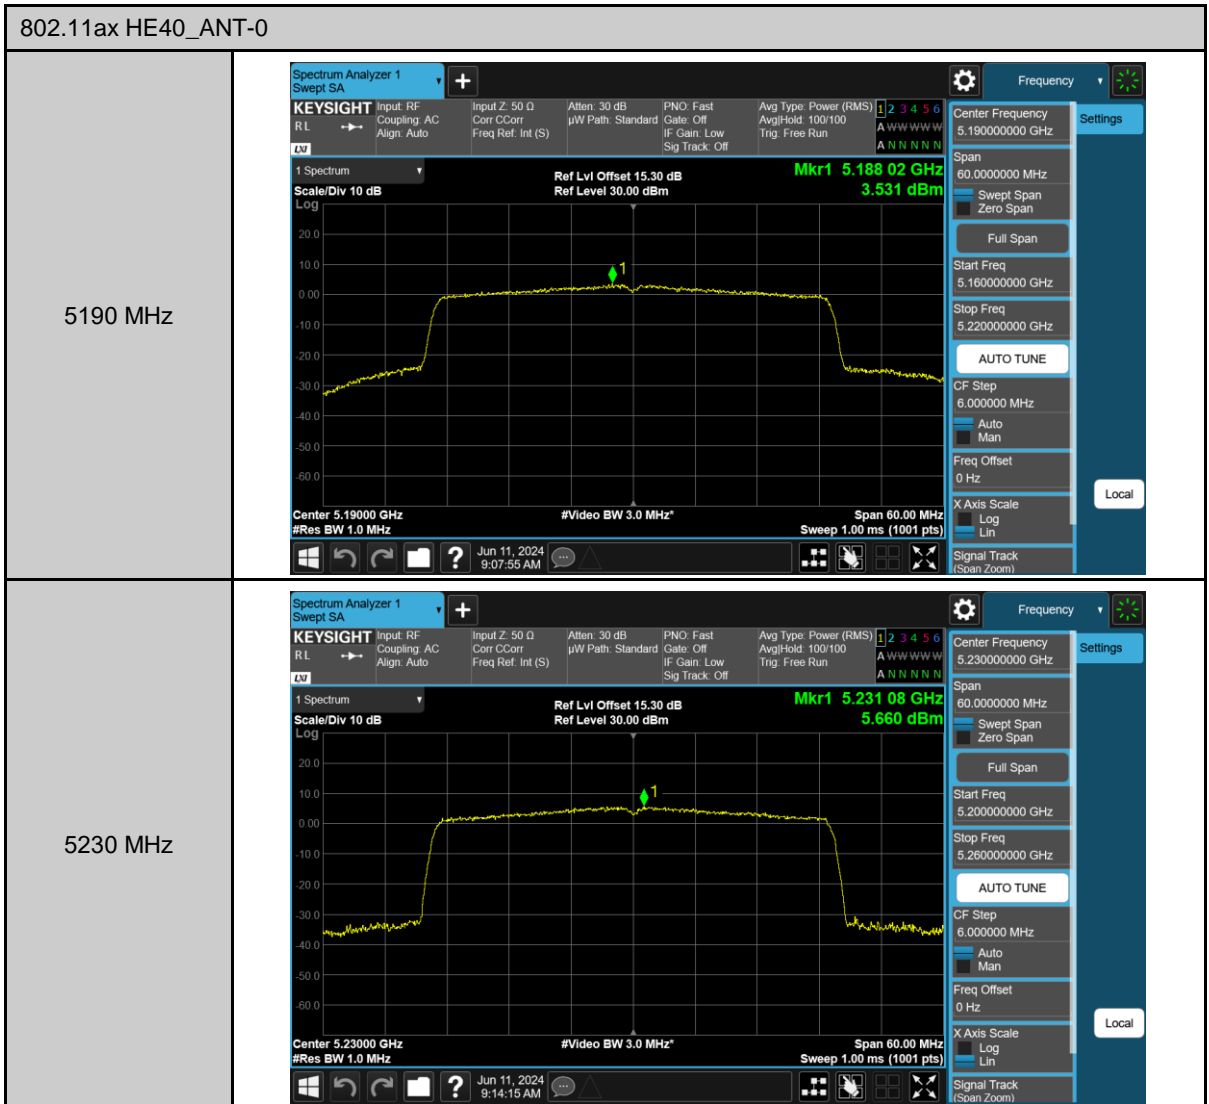 802.11ax HE40_ANT-0
5190 MHz
Spectrum Analyzer 1
Swept SA
Frequency
KEYSIGHT
RL
LXI
Input: RF
Coupling: AC
Align: Auto
Input Z: 50 Ω
Corr CCorr
Freq Ref: Int (S)
Atten: 30 dB
µW Path: Standard
PNO: Fast
Gate: Off
IF Gain: Low
Sig Track: Off
Avg Type: Power (RMS)
Avg|Hold: 100/100
Trig: Free Run
1 2 3 4 5 6
A W W W W W
A N N N N N
1 Spectrum
Scale/Div 10 dB
Log
Ref Lvl Offset 15.30 dB
Ref Level 30.00 dBm
Mkr1 5.188 02 GHz
3.531 dBm
20.0
10.0
0.00
-10.0
-20.0
-30.0
-40.0
-50.0
-60.0
1
Center 5.19000 GHz
#Res BW 1.0 MHz
#Video BW 3.0 MHz*
Span 60.00 MHz
Sweep 1.00 ms (1001 pts)
Jun 11, 2024
9:07:55 AM
Center Frequency
5.190000000 GHz
Settings
Span
60.0000000 MHz
Swept Span
Zero Span
Full Span
Start Freq
5.160000000 GHz
Stop Freq
5.220000000 GHz
AUTO TUNE
CF Step
6.000000 MHz
Auto
Man
Freq Offset
0 Hz
X Axis Scale
Log
Lin
Local
Signal Track
(Span Zoom)
5230 MHz
Spectrum Analyzer 1
Swept SA
Frequency
KEYSIGHT
RL
LXI
Input: RF
Coupling: AC
Align: Auto
Input Z: 50 Ω
Corr CCorr
Freq Ref: Int (S)
Atten: 30 dB
µW Path: Standard
PNO: Fast
Gate: Off
IF Gain: Low
Sig Track: Off
Avg Type: Power (RMS)
Avg|Hold: 100/100
Trig: Free Run
1 2 3 4 5 6
A W W W W W
A N N N N N
1 Spectrum
Scale/Div 10 dB
Log
Ref Lvl Offset 15.30 dB
Ref Level 30.00 dBm
Mkr1 5.231 08 GHz
5.660 dBm
20.0
10.0
0.00
-10.0
-20.0
-30.0
-40.0
-50.0
-60.0
1
Center 5.23000 GHz
#Res BW 1.0 MHz
#Video BW 3.0 MHz*
Span 60.00 MHz
Sweep 1.00 ms (1001 pts)
Jun 11, 2024
9:14:15 AM
Center Frequency
5.230000000 GHz
Settings
Span
60.0000000 MHz
Swept Span
Zero Span
Full Span
Start Freq
5.200000000 GHz
Stop Freq
5.260000000 GHz
AUTO TUNE
CF Step
6.000000 MHz
Auto
Man
Freq Offset
0 Hz
X Axis Scale
Log
Lin
Local
Signal Track
(Span Zoom)